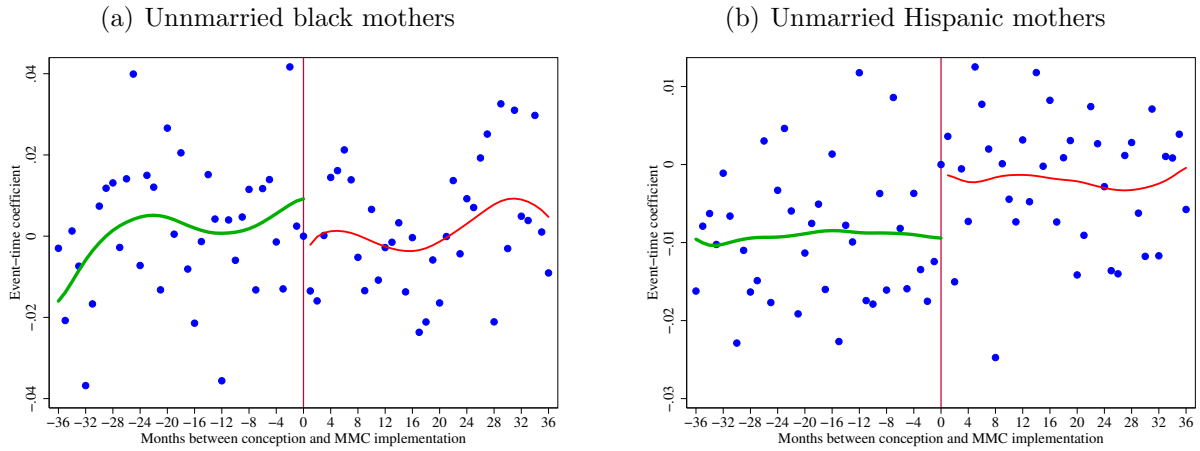 (a) Unnmarried black mothers
.04
.02
0
-.02
-.04
Event-time coefficient
-36 -32 -28 -24 -20 -16 -12 -8 -4 0 4 8 12 16 20 24 28 32 36
Months between conception and MMC implementation
(b) Unmarried Hispanic mothers
.01
0
-.01
-.02
-.03
Event-time coefficient
-36 -32 -28 -24 -20 -16 -12 -8 -4 0 4 8 12 16 20 24 28 32 36
Months between conception and MMC implementation